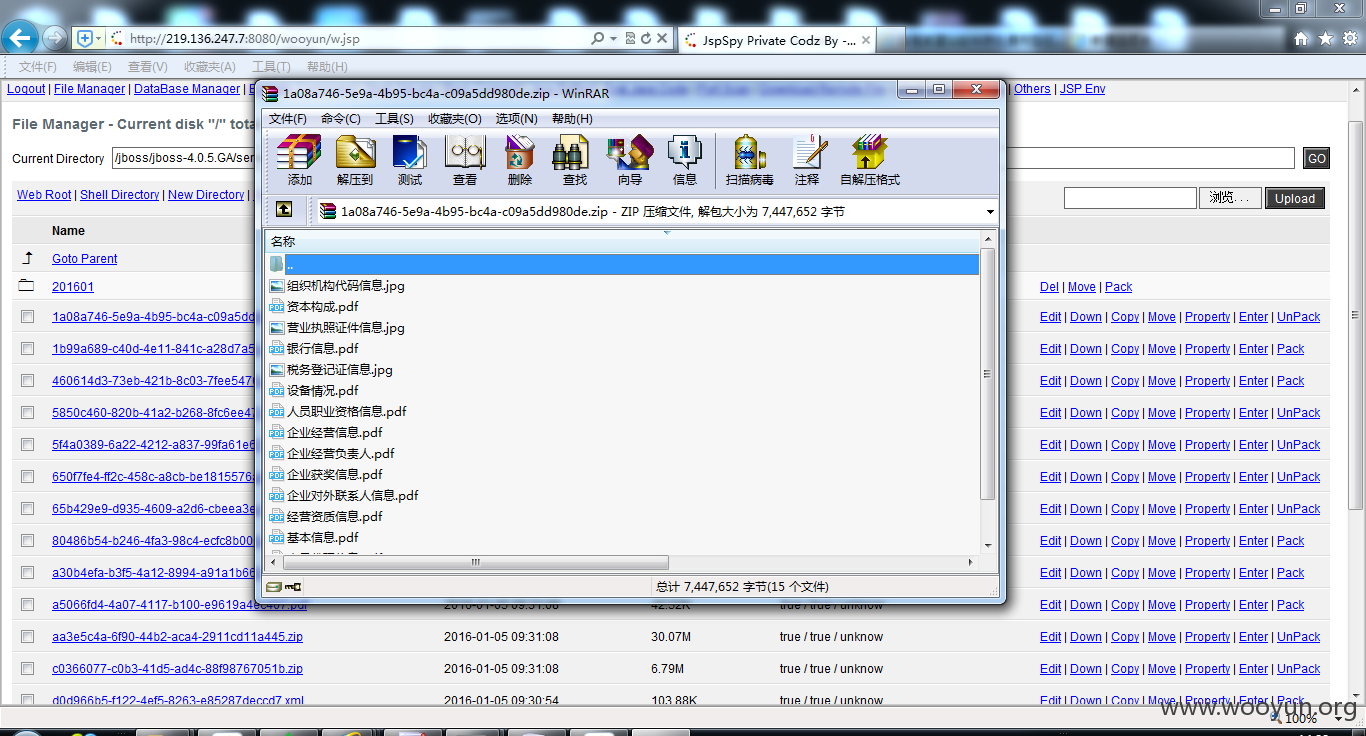 http://219.136.247.7:8080/wooyun/w.jsp
JspSpy Private Codz By -...
文件(F) 编辑(E) 查看(V) 收藏夹(A) 工具(T) 帮助(H)
Logout | File Manager | DataBase Manager |
Others | JSP Env
File Manager - Current disk "/" tota
Current Directory /jboss/jboss-4.0.5.GA/ser
GO
Web Root | Shell Directory | New Directory |
浏览... Upload
Name
Goto Parent
201601 Del | Move | Pack
1a08a746-5e9a-4b95-bc4a-c09a5dd Edit | Down | Copy | Move | Property | Enter | UnPack
1b99a689-c40d-4e11-841c-a28d7a5 Edit | Down | Copy | Move | Property | Enter | Pack
460614d3-73eb-421b-8c03-7fee547 Edit | Down | Copy | Move | Property | Enter | Pack
5850c460-820b-41a2-b268-8fc6ee4 Edit | Down | Copy | Move | Property | Enter | UnPack
5f4a0389-6a22-4212-a837-99fa61e6 Edit | Down | Copy | Move | Property | Enter | Pack
650f7fe4-ff2c-458c-a8cb-be1815576 Edit | Down | Copy | Move | Property | Enter | Pack
65b429e9-d935-4609-a2d6-cbeea3e Edit | Down | Copy | Move | Property | Enter | UnPack
80486b54-b246-4fa3-98c4-ecfc8b00 Edit | Down | Copy | Move | Property | Enter | Pack
a30b4efa-b3f5-4a12-8994-a91a1b66 Edit | Down | Copy | Move | Property | Enter | Pack
a5066fd4-4a07-4117-b100-e9619a4ec407.pdf 2016-01-05 09:31:08 42.52K true / true / unknow Edit | Down | Copy | Move | Property | Enter | Pack
aa3e5c4a-6f90-44b2-aca4-2911cd11a445.zip 2016-01-05 09:31:08 30.07M true / true / unknow Edit | Down | Copy | Move | Property | Enter | UnPack
c0366077-c0b3-41d5-ad4c-88f98767051b.zip 2016-01-05 09:31:08 6.79M true / true / unknow Edit | Down | Copy | Move | Property | Enter | UnPack
d0d966b5-f122-4ef5-8263-e85287deccd7.xml 2016-01-05 09:30:54 103.88K true / true / unknow Edit | Down | Copy | Move | Property | Enter | Pack
1a08a746-5e9a-4b95-bc4a-c09a5dd980de.zip - WinRAR
文件(F) 命令(C) 工具(S) 收藏夹(O) 选项(N) 帮助(H)
添加 解压到 测试 查看 删除 查找 向导 信息 扫描病毒 注释 自解压格式
1a08a746-5e9a-4b95-bc4a-c09a5dd980de.zip - ZIP 压缩文件, 解包大小为 7,447,652 字节
名称
..
组织机构代码信息.jpg
资本构成.pdf
营业执照证件信息.jpg
银行信息.pdf
税务登记证信息.jpg
设备情况.pdf
人员职业资格信息.pdf
企业经营信息.pdf
企业经营负责人.pdf
企业获奖信息.pdf
企业对外联系人信息.pdf
经营资质信息.pdf
基本信息.pdf
总计 7,447,652 字节(15 个文件)
www.wooyun.org
100%